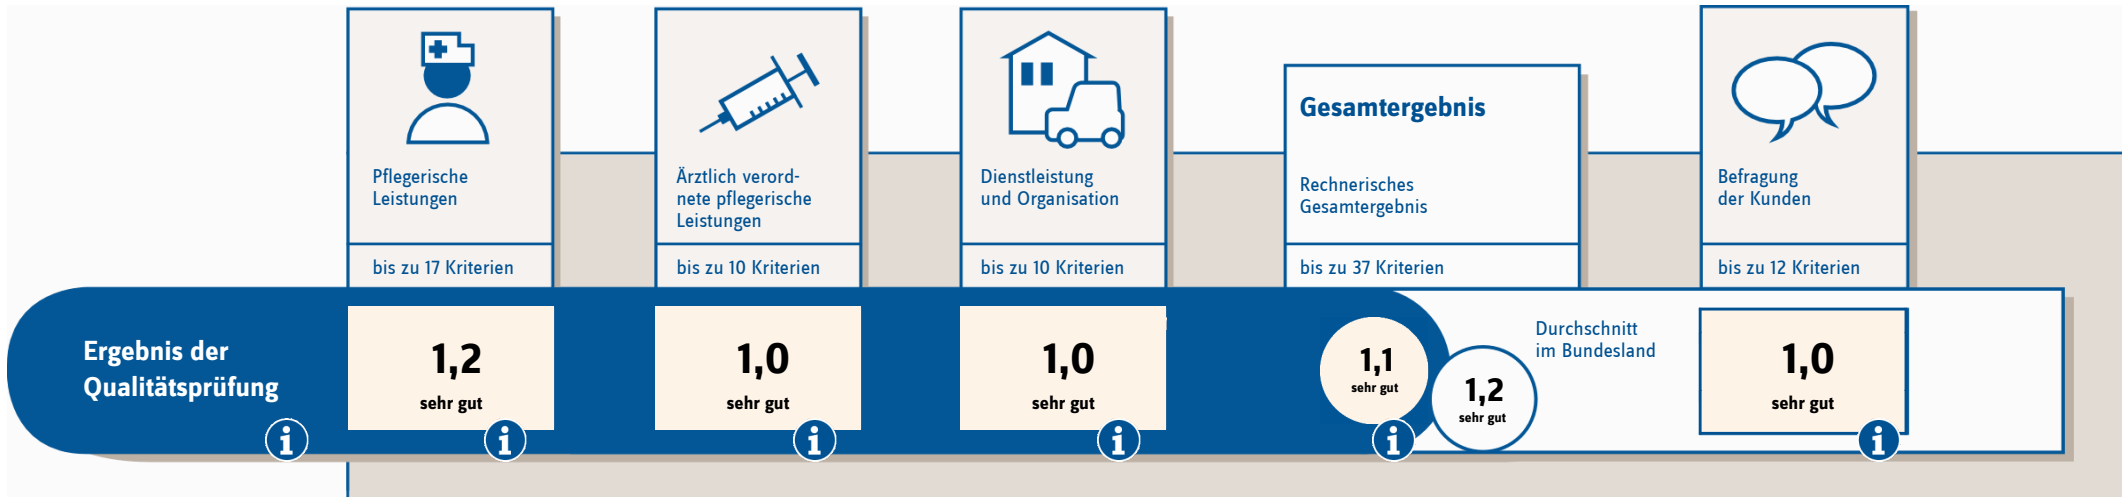 Pflegerische
Leistungen
bis zu 17 Kriterien
Ärztlich verord-
nete pflegerische
Leistungen
bis zu 10 Kriterien
Dienstleistung
und Organisation
bis zu 10 Kriterien
Gesamtergebnis
Rechnerisches
Gesamtergebnis
bis zu 37 Kriterien
Befragung
der Kunden
bis zu 12 Kriterien
Ergebnis der
Qualitätsprüfung
i
1,2
sehr gut
i
1,0
sehr gut
i
1,0
sehr gut
i
1,1
sehr gut
i
1,2
sehr gut
Durchschnitt
im Bundesland
1,0
sehr gut
i